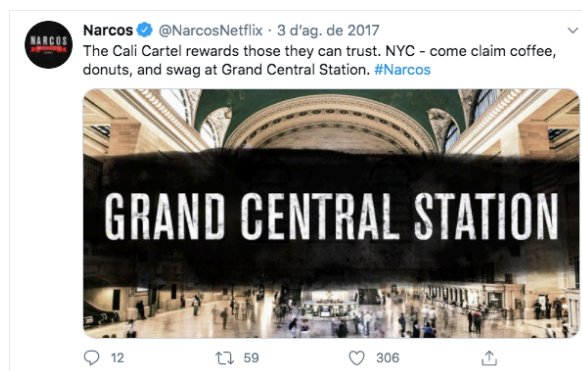 NARCOS
Narcos @NarcosNetflix · 3 d'ag. de 2017
The Cali Cartel rewards those they can trust. NYC - come claim coffee,
donuts, and swag at Grand Central Station. #Narcos
GRAND CENTRAL STATION
12 59 306